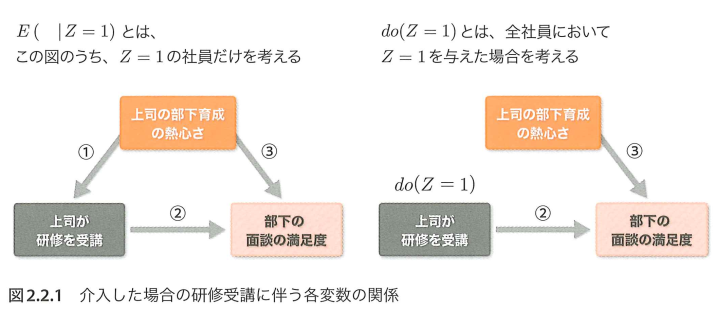 E(　|Z = 1) とは、
この図のうち、Z = 1の社員だけを考える
上司の部下育成
の熱心さ
①
③
②
上司が
研修を受講
部下の
面談の満足度
do(Z = 1)とは、全社員において
Z = 1を与えた場合を考える
上司の部下育成
の熱心さ
③
do(Z = 1)
②
上司が
研修を受講
部下の
面談の満足度
図2.2.1　介入した場合の研修受講に伴う各変数の関係